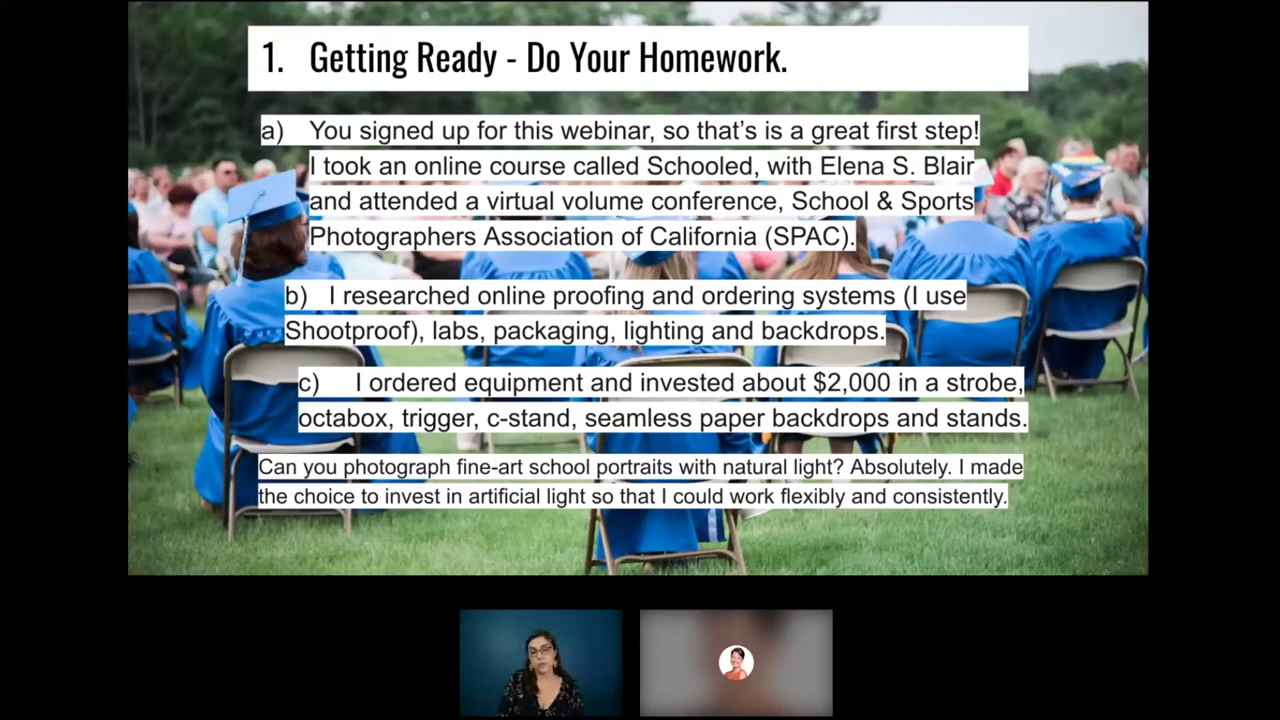 1. Getting Ready - Do Your Homework.
a) You signed up for this webinar, so that’s is a great first step!
I took an online course called Schooled, with Elena S. Blair
and attended a virtual volume conference, School & Sports
Photographers Association of California (SPAC).
b) I researched online proofing and ordering systems (I use
Shootproof), labs, packaging, lighting and backdrops.
c) I ordered equipment and invested about $2,000 in a strobe,
octabox, trigger, c-stand, seamless paper backdrops and stands.
Can you photograph fine-art school portraits with natural light? Absolutely. I made
the choice to invest in artificial light so that I could work flexibly and consistently.